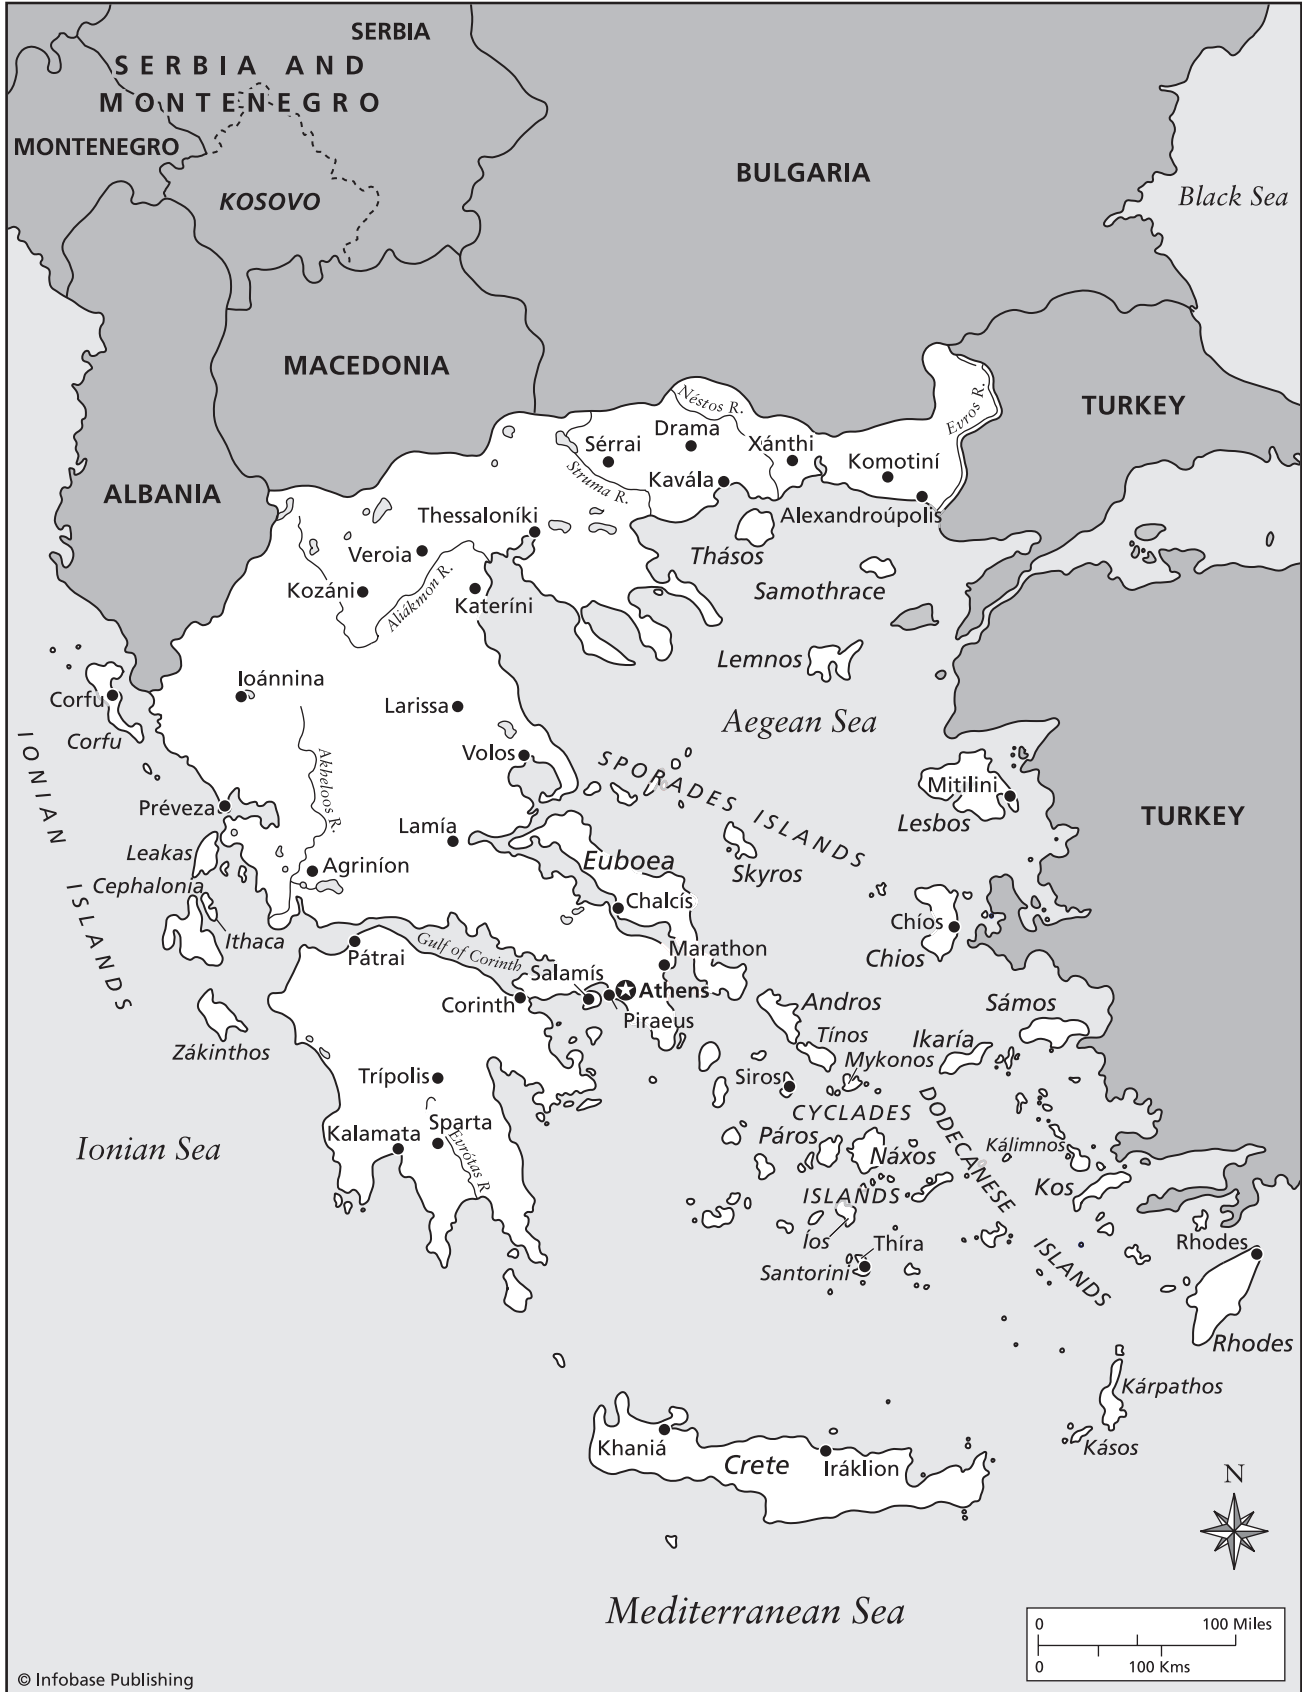 SERBIA
SERBIA AND
MONTENEGRO
MONTENEGRO
KOSOVO
BULGARIA
Black Sea
MACEDONIA
TURKEY
ALBANIA
Néstos R.
Evros R.
Drama
Sérrai
Xánthi
Komotiní
Struma R.
Kavála
Alexandroúpolis
Thessaloníki
Veroia
Thásos
Kozáni
Aliákmon R.
Kateríni
Samothrace
Lemnos
Ioánnina
Corfu
Corfu
Larissa
Aegean Sea
Volos
IONIAN
ISLANDS
Akheloos R.
SPORADES ISLANDS
Mitilini
Lesbos
TURKEY
Préveza
Lamía
Leakas
Agriníon
Euboea
Skyros
Cephalonia
Chalcís
Chíos
Chios
Ithaca
Pátrai
Gulf of Corinth
Marathon
Salamís
Athens
Corinth
Piraeus
Andros
Sámos
Tínos
Ikaría
Zákinthos
Mykonos
Siros
Trípolis
CYCLADES
ISLANDS
DODECANESE
ISLANDS
Sparta
Kalamata
Evrótas R
Páros
Náxos
Kálimnos
Ionian Sea
Kos
Íos
Thíra
Santorini
Rhodes
Rhodes
Kárpathos
Kásos
Khaniá
Crete
Iráklion
N
Mediterranean Sea
0 100 Miles
0 100 Kms
© Infobase Publishing